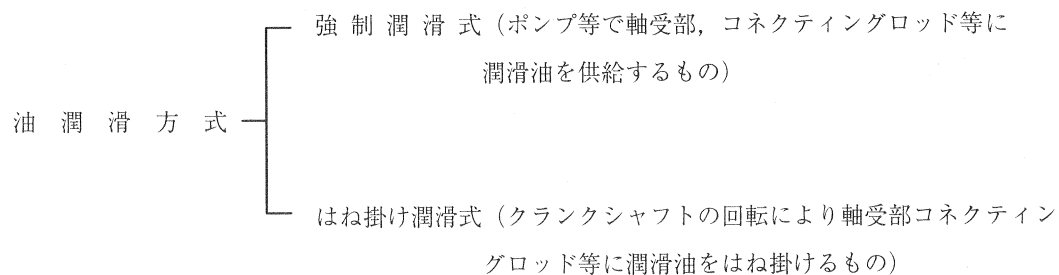 強制潤滑式（ポンプ等で軸受部，コネクティングロッド等に
潤滑油を供給するもの）
油潤滑方式
はね掛け潤滑式（クランクシャフトの回転により軸受部コネクティン
グロッド等に潤滑油をはね掛けるもの）